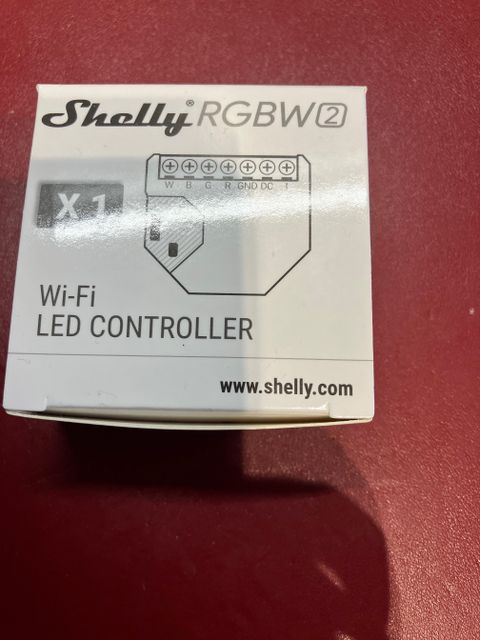 Shelly® RGBW2
W B G R GND DC I
X 1
Wi-Fi
LED CONTROLLER
www.shelly.com